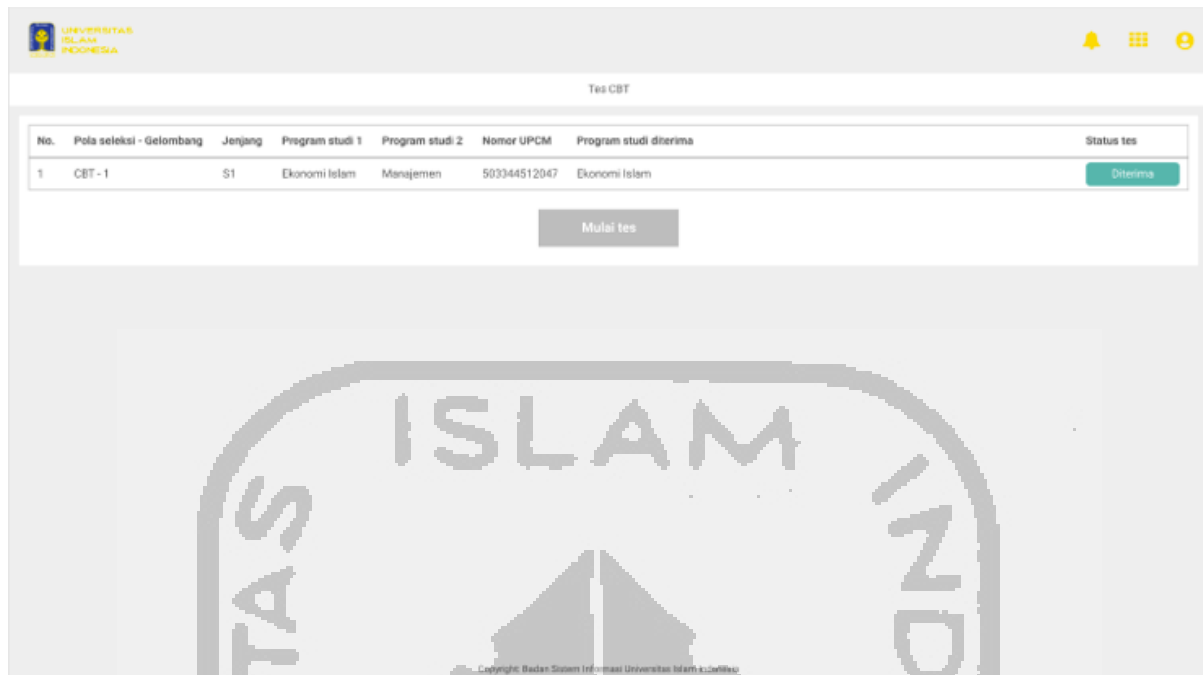 UNIVERSITAS
ISLAM
INDONESIA
Tes CBT
No. Pola seleksi - Gelombang Jenjang Program studi 1 Program studi 2 Nomor UPCM Program studi diterima Status tes
1 CBT - 1 S1 Ekonomi Islam Manajemen 503344512047 Ekonomi Islam Diterima
Mulai tes
ISLAM
TAS
IND
Copyright: Badan Sistem Informasi Universitas Islam